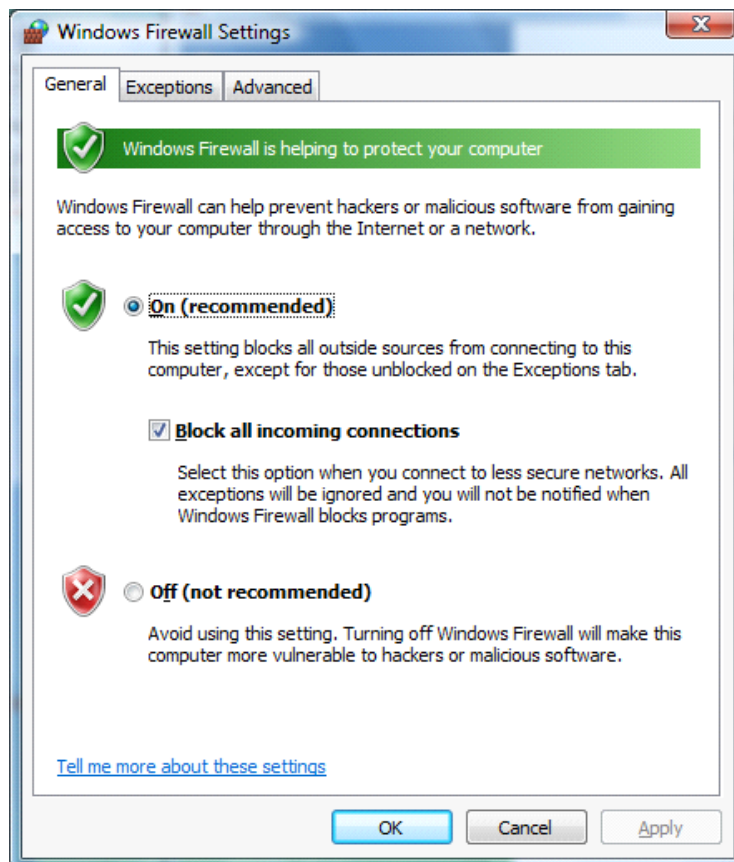 Windows Firewall Settings
General Exceptions Advanced
Windows Firewall is helping to protect your computer
Windows Firewall can help prevent hackers or malicious software from gaining
access to your computer through the Internet or a network.
On (recommended)
This setting blocks all outside sources from connecting to this
computer, except for those unblocked on the Exceptions tab.
Block all incoming connections
Select this option when you connect to less secure networks. All
exceptions will be ignored and you will not be notified when
Windows Firewall blocks programs.
Off (not recommended)
Avoid using this setting. Turning off Windows Firewall will make this
computer more vulnerable to hackers or malicious software.
Tell me more about these settings
OK Cancel Apply